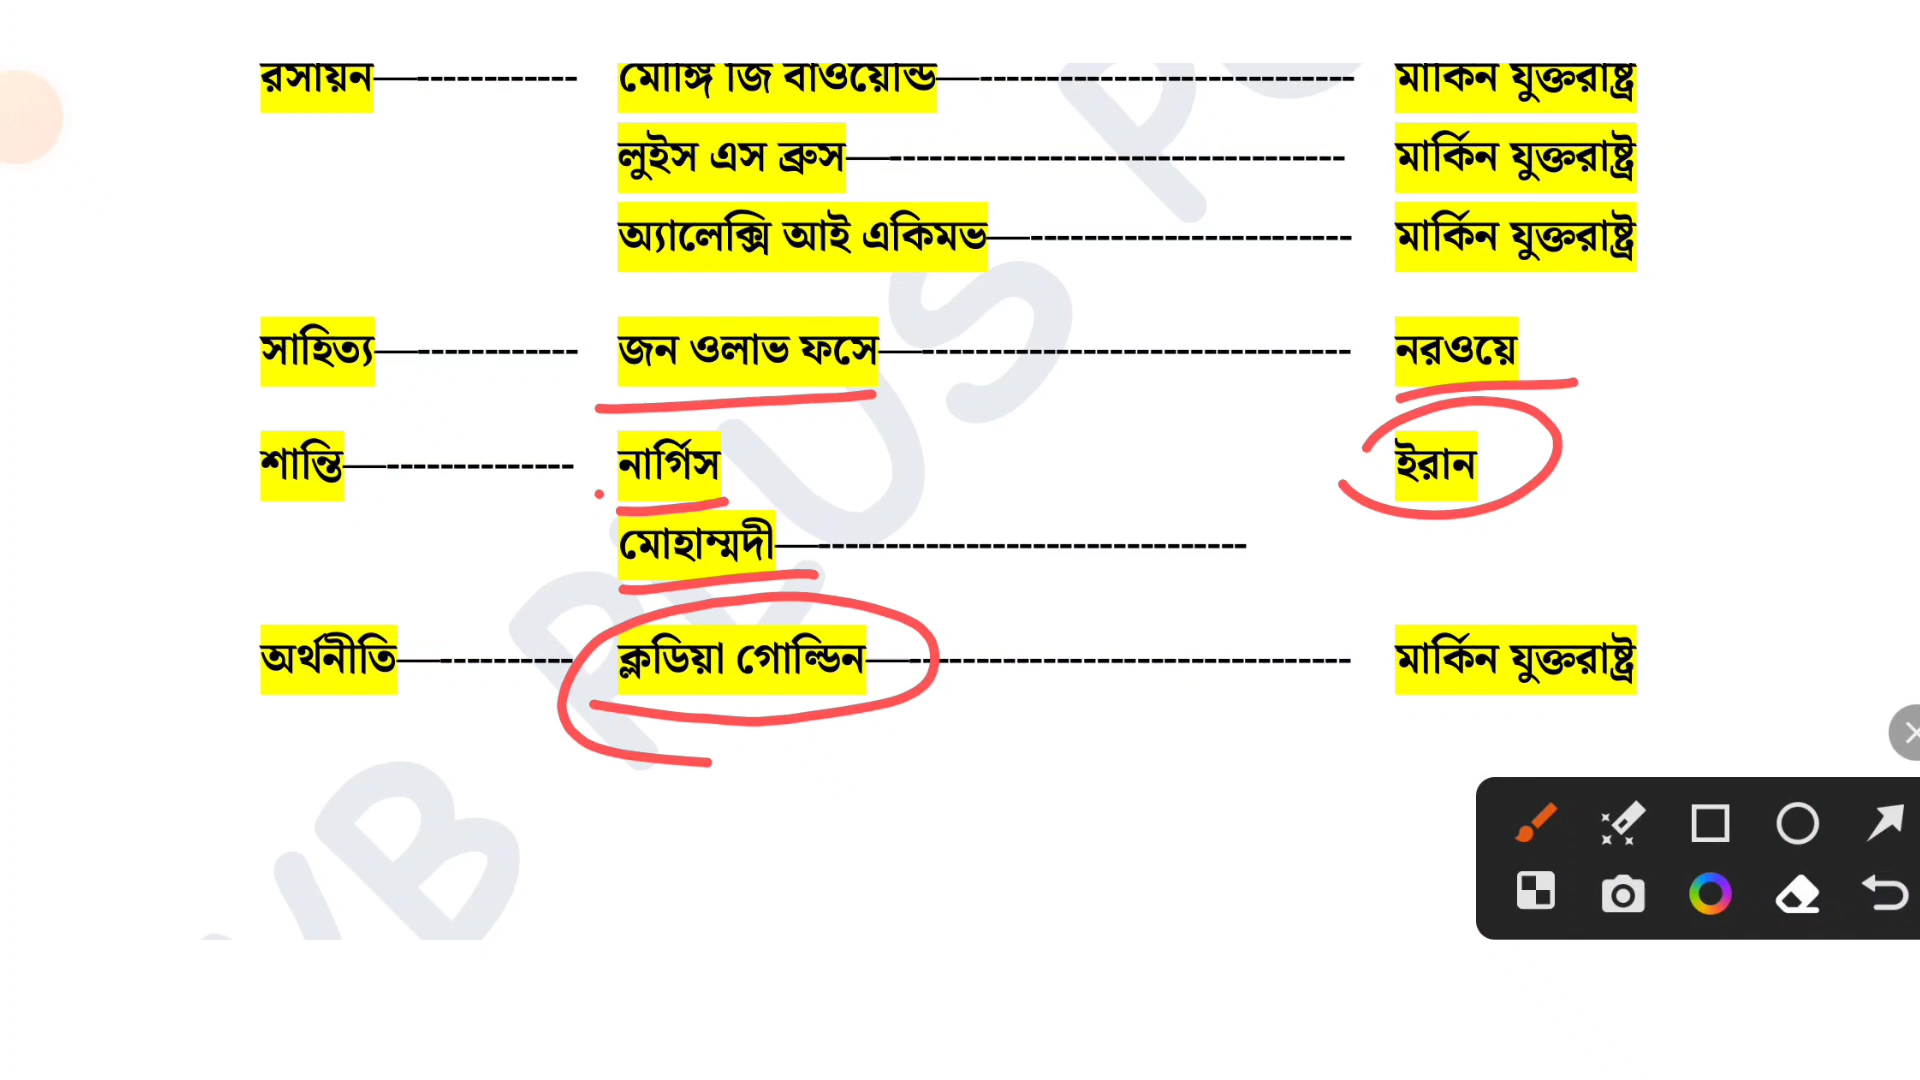 রসায়ন—------------ মৌঙ্গি জি বাওয়েন্ডি—---------------------------- মার্কিন যুক্তরাষ্ট্র
লুইস এস ব্রুস—---------------------------------- মার্কিন যুক্তরাষ্ট্র
অ্যালেক্সি আই একিমভ—------------------------ মার্কিন যুক্তরাষ্ট্র
সাহিত্য—------------ জন ওলাভ ফসে—-------------------------------- নরওয়ে
শান্তি—-------------- নার্গিস ইরান
মোহাম্মদী—--------------------------------
অর্থনীতি—---------- ক্লডিয়া গোল্ডিন—--------------------------------- মার্কিন যুক্তরাষ্ট্র